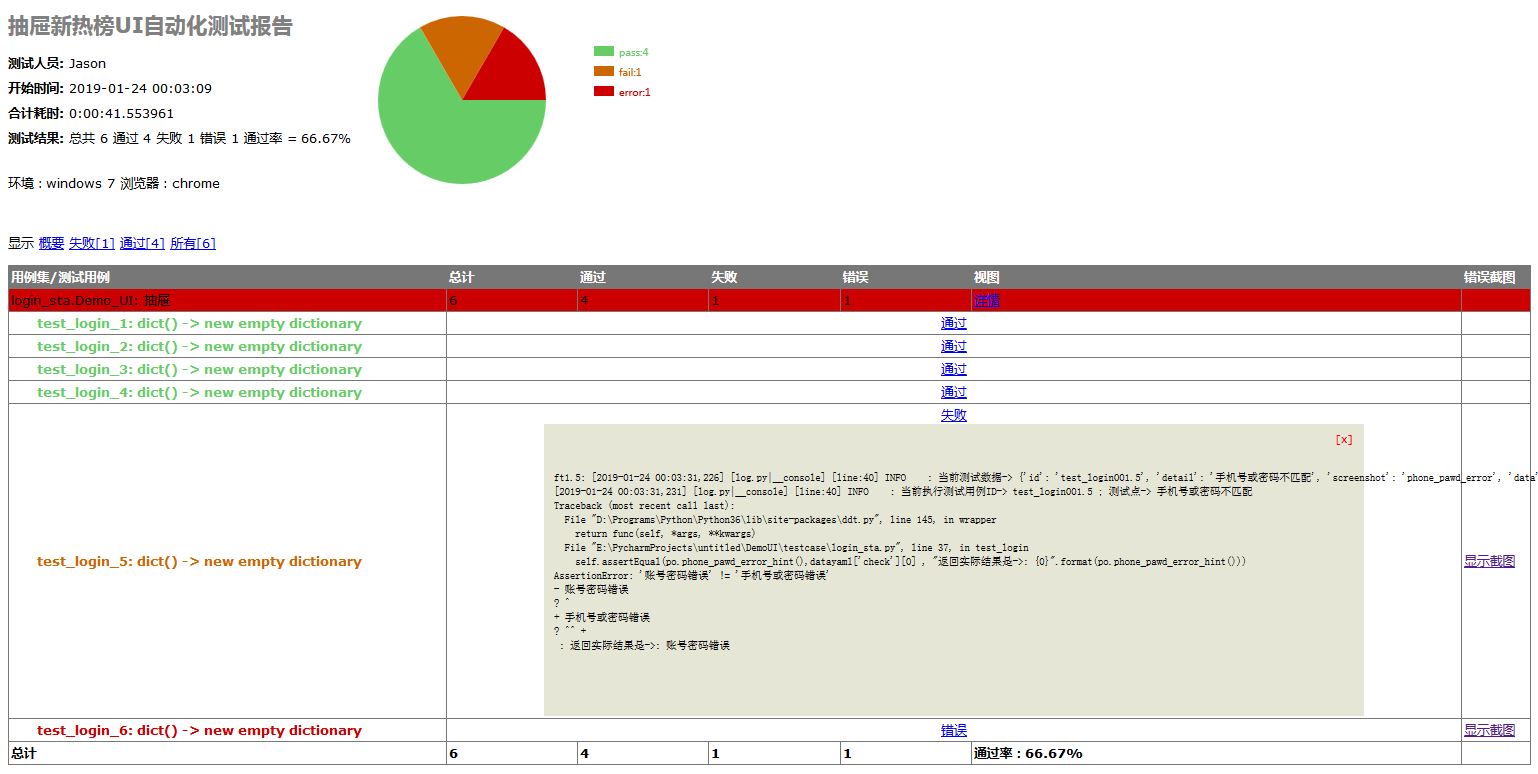 抽屉新热榜UI自动化测试报告
测试人员: Jason
开始时间: 2019-01-24 00:03:09
合计耗时: 0:00:41.553961
测试结果: 总共 6 通过 4 失败 1 错误 1 通过率 = 66.67%
环境：windows 7 浏览器：chrome
pass:4
fail:1
error:1
显示 概要 失败[1] 通过[4] 所有[6]
用例集/测试用例 总计 通过 失败 错误 视图 错误截图
login_sta.Demo_UI: 抽屉 6 4 1 1 详情
test_login_1: dict() -> new empty dictionary 通过
test_login_2: dict() -> new empty dictionary 通过
test_login_3: dict() -> new empty dictionary 通过
test_login_4: dict() -> new empty dictionary 通过
失败
[x]
ft1.5: [2019-01-24 00:03:31,226] [log.py|__console] [line:40] INFO : 当前测试数据-> {'id': 'test_login001.5', 'detail': '手机号或密码不匹配', 'screenshot': 'phone_pawd_error', 'data'
[2019-01-24 00:03:31,231] [log.py|__console] [line:40] INFO : 当前执行测试用例ID-> test_login001.5 ; 测试点-> 手机号或密码不匹配
Traceback (most recent call last):
File "D:\Programs\Python\Python36\lib\site-packages\ddt.py", line 145, in wrapper
return func(self, *args, **kwargs)
File "E:\PycharmProjects\untitled\DemoUI\testcase\login_sta.py", line 37, in test_login
self.assertEqual(po.phone_pawd_error_hint(),datayaml['check'][0] , "返回实际结果是->: {0}".format(po.phone_pawd_error_hint()))
AssertionError: '账号密码错误' != '手机号或密码错误'
- 账号密码错误
? ^
+ 手机号或密码错误
? ^^ +
: 返回实际结果是->: 账号密码错误
test_login_5: dict() -> new empty dictionary 显示截图
test_login_6: dict() -> new empty dictionary 错误 显示截图
总计 6 4 1 1 通过率：66.67%